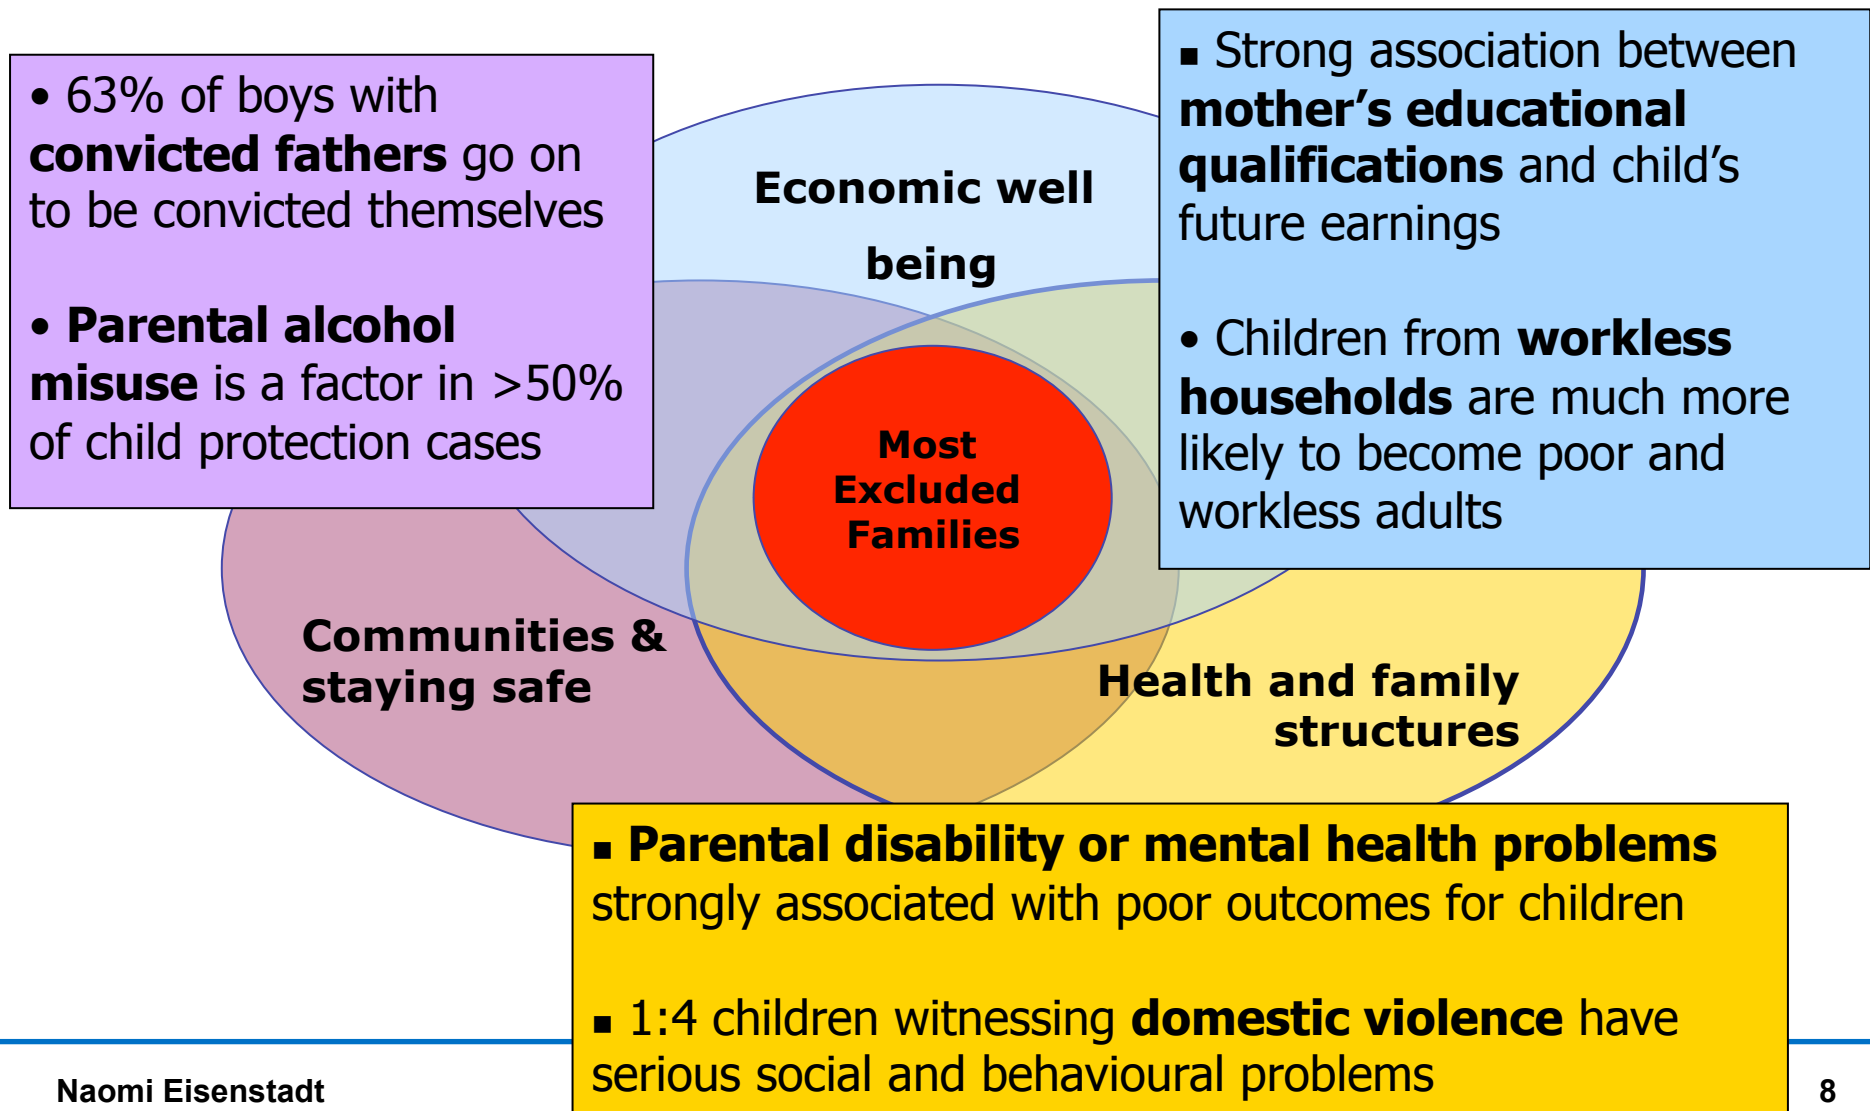 • 63% of boys with
convicted fathers go on
to be convicted themselves
• Parental alcohol
misuse is a factor in >50%
of child protection cases
▪ Strong association between
mother’s educational
qualifications and child’s
future earnings
• Children from workless
households are much more
likely to become poor and
workless adults
Economic well
being
Most
Excluded
Families
Communities &
staying safe
Health and family
structures
▪ Parental disability or mental health problems
strongly associated with poor outcomes for children
▪ 1:4 children witnessing domestic violence have
serious social and behavioural problems
Naomi Eisenstadt
8